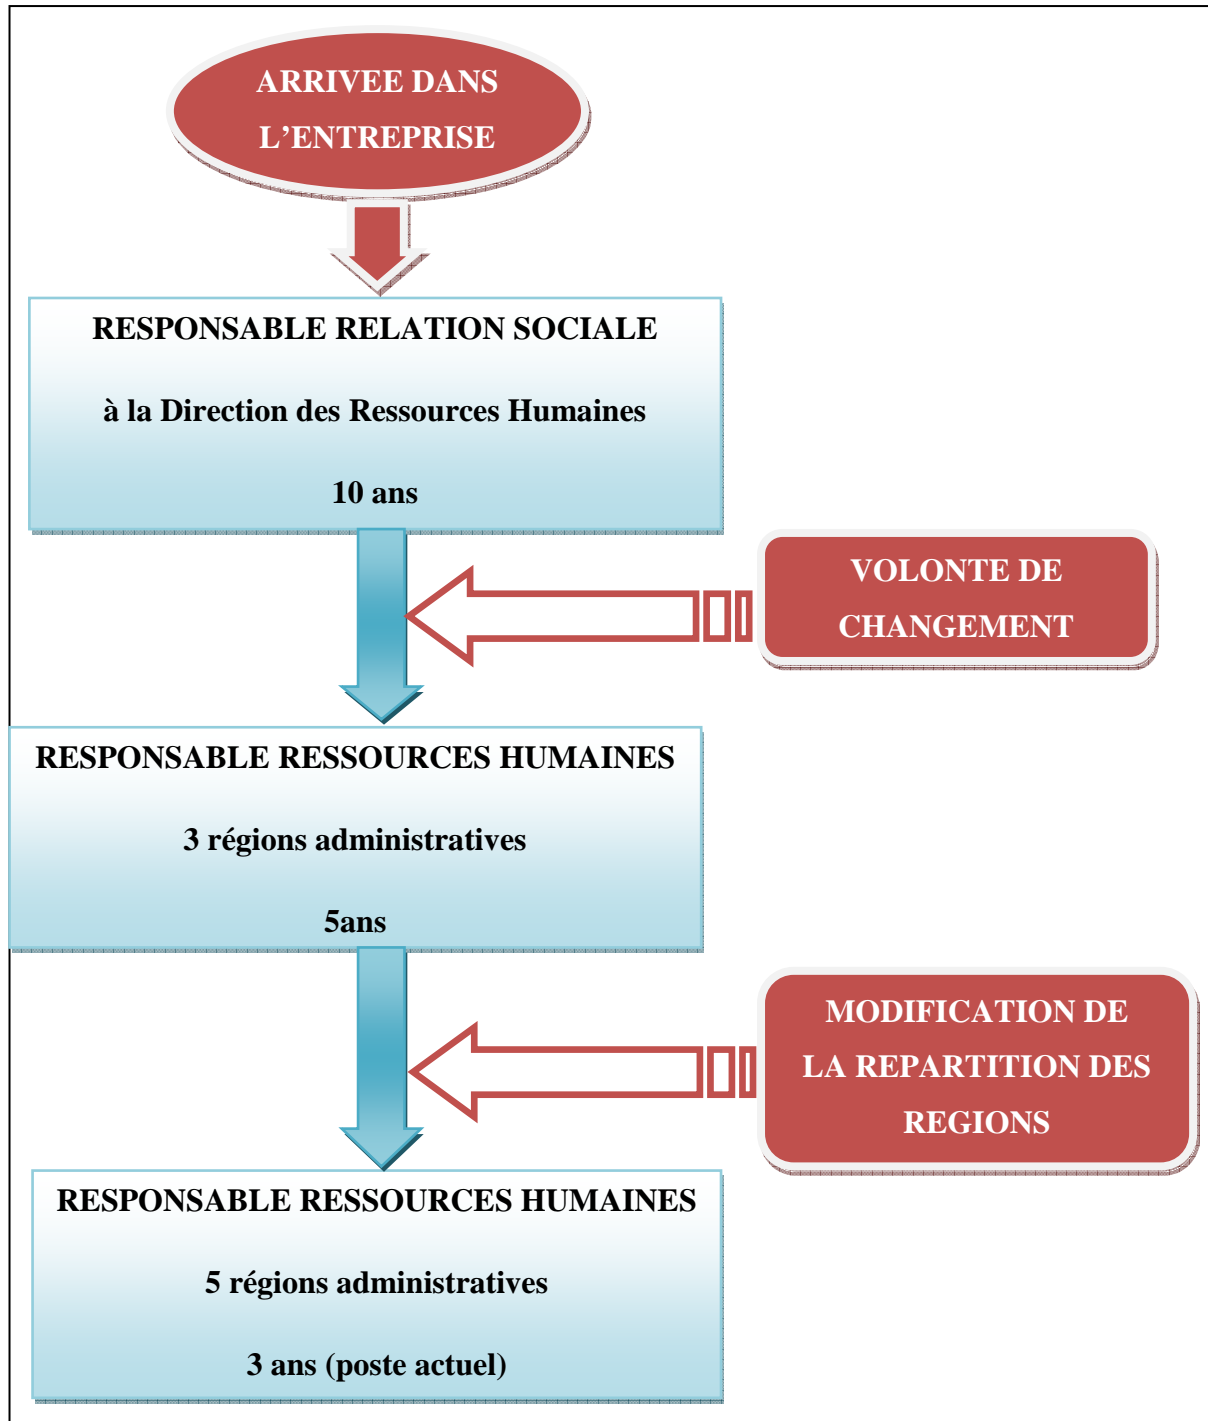 ARRIVEE DANS
L’ENTREPRISE
RESPONSABLE RELATION SOCIALE
à la Direction des Ressources Humaines
10 ans
VOLONTE DE
CHANGEMENT
RESPONSABLE RESSOURCES HUMAINES
3 régions administratives
5ans
MODIFICATION DE
LA REPARTITION DES
REGIONS
RESPONSABLE RESSOURCES HUMAINES
5 régions administratives
3 ans (poste actuel)